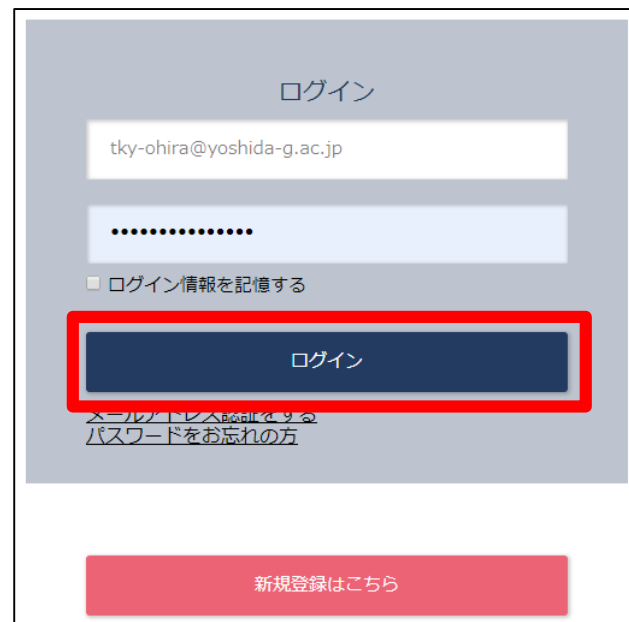 ログイン
tky-ohira@yoshida-g.ac.jp
•••••••••••••••
ログイン情報を記憶する
ログイン
メールアドレス認証をする
パスワードをお忘れの方
新規登録はこちら